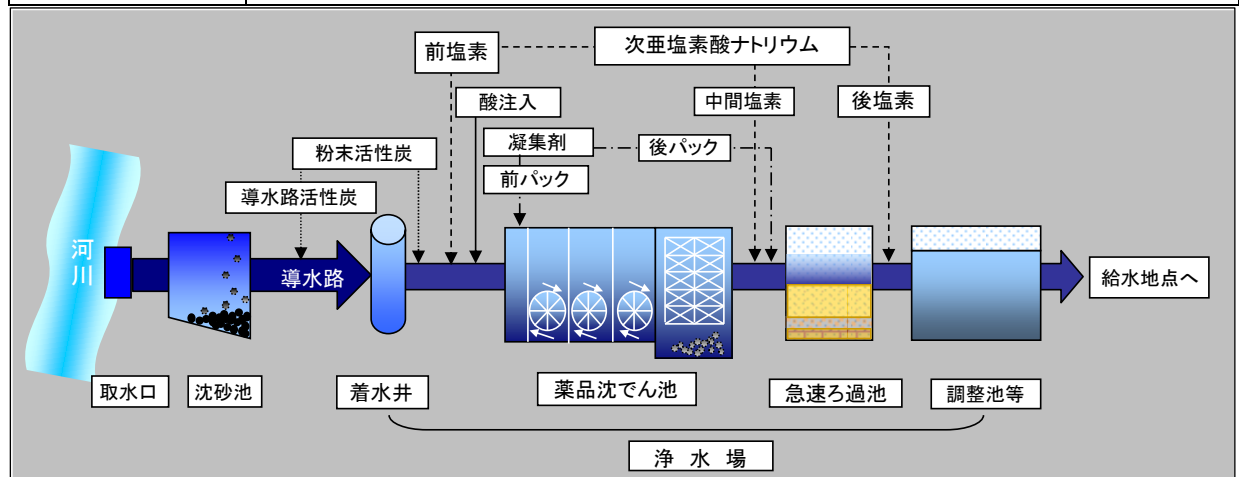 次亜塩素酸ナトリウム
前塩素
酸注入
中間塩素
後塩素
凝集剤
後パック
粉末活性炭
前パック
導水路活性炭
河川
導水路
給水地点へ
取水口
沈砂池
着水井
薬品沈でん池
急速ろ過池
調整池等
浄 水 場